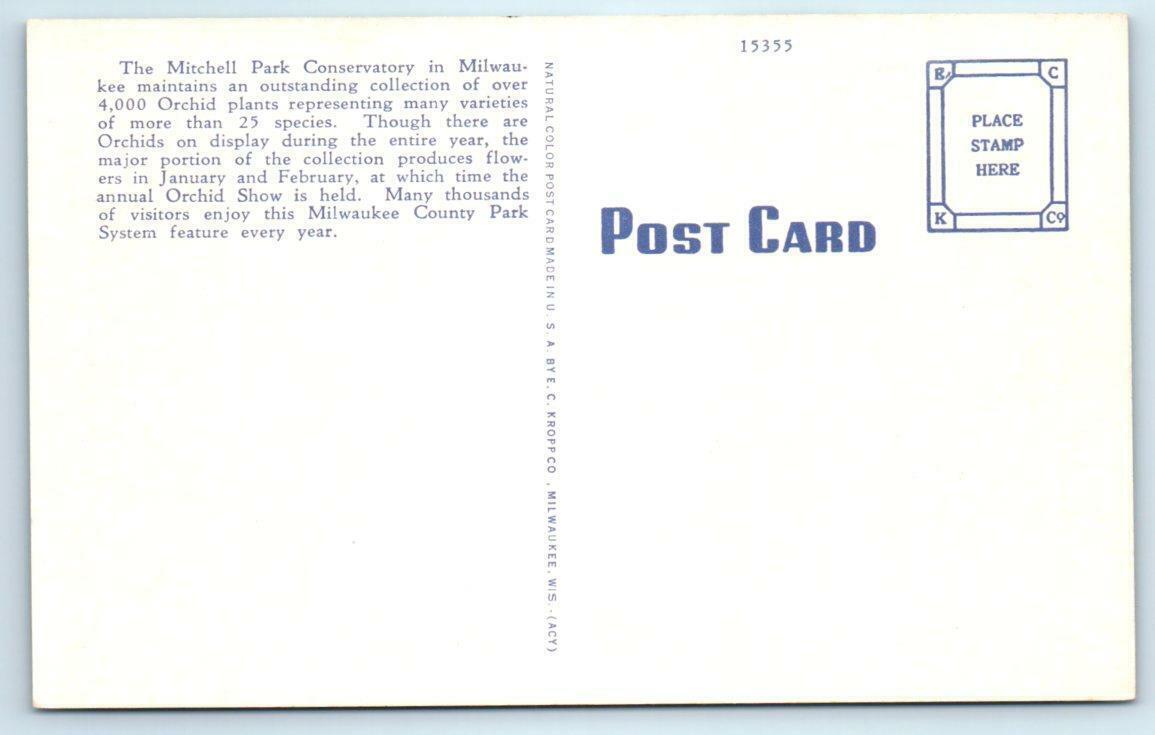 The Mitchell Park Conservatory in Milwau-
kee maintains an outstanding collection of over
4,000 Orchid plants representing many varieties
of more than 25 species. Though there are
Orchids on display during the entire year, the
major portion of the collection produces flow-
ers in January and February, at which time the
annual Orchid Show is held. Many thousands
of visitors enjoy this Milwaukee County Park
System feature every year.
NATURAL COLOR POST CARD MADE IN U. S. A. BY E. C. KROPP CO., MILWAUKEE, WIS. - (ACY)
15355
POST CARD
E. C
PLACE
STAMP
HERE
K Co